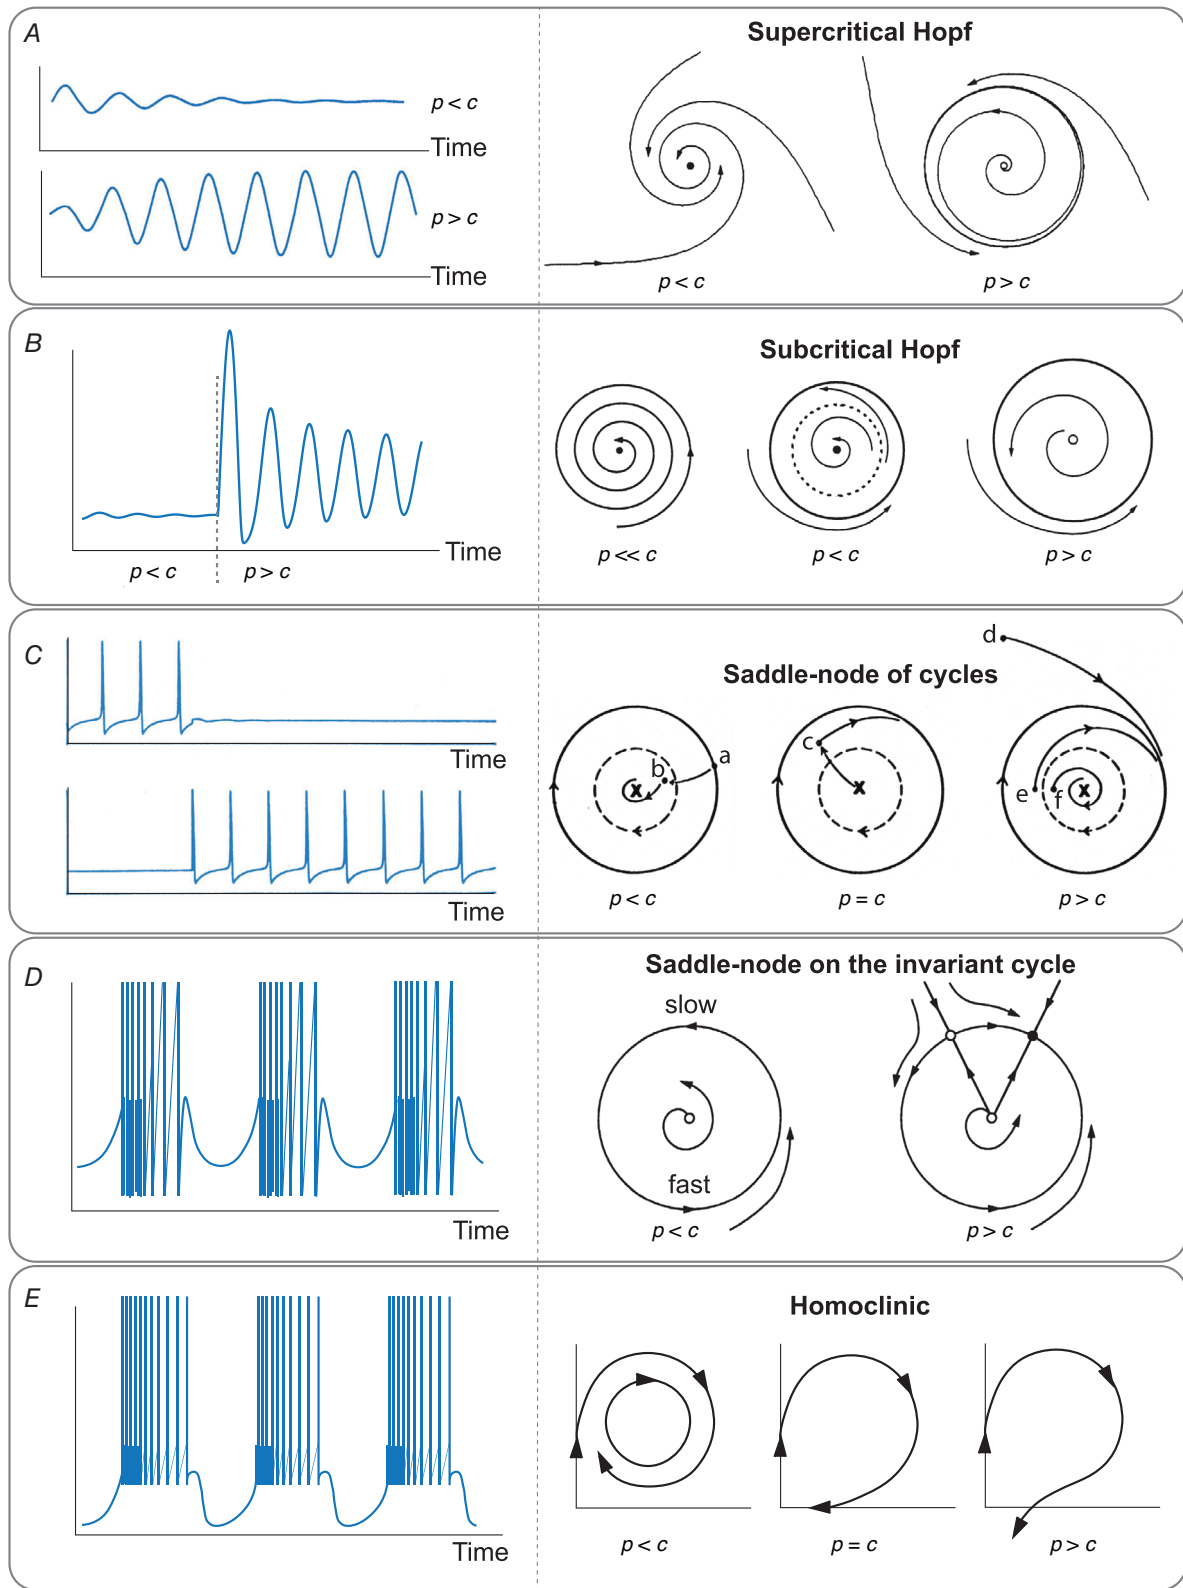 A
Supercritical Hopf
p < c
Time
p > c
Time
p < c
p > c
B
Subcritical Hopf
Time
p < c
p > c
p << c
p < c
p > c
C
Saddle-node of cycles
Time
Time
a
b
c
d
e
f
p < c
p = c
p > c
D
Saddle-node on the invariant cycle
slow
fast
Time
p < c
p > c
E
Homoclinic
Time
p < c
p = c
p > c